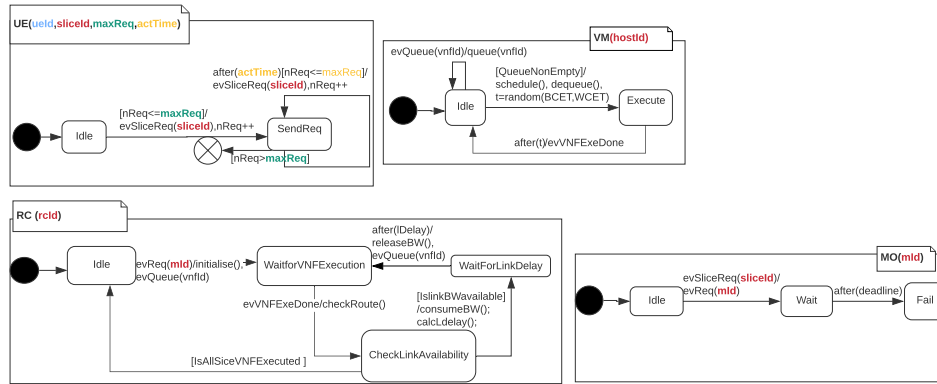 UE(ueId,sliceId,maxReq,actTime)
after(actTime)[nReq<=maxReq]/
evSliceReq(sliceId),nReq++
[nReq<=maxReq]/
evSliceReq(sliceId),nReq++
Idle
SendReq
[nReq>maxReq]
VM(hostId)
evQueue(vnfId)/queue(vnfId)
[QueueNonEmpty]/
schedule(), dequeue(),
t=random(BCET,WCET)
Idle
Execute
after(t)/evVNFExeDone
RC (rcId)
Idle
evReq(mId)/initialise(),
evQueue(vnfId)
WaitforVNFExecution
after(lDelay)/
releaseBW(),
evQueue(vnfId)
WaitForLinkDelay
evVNFExeDone/checkRoute()
[IslinkBWavailable]
/consumeBW();
calcLdelay();
CheckLinkAvailability
[IsAllSiceVNFExecuted ]
MO(mId)
Idle
evSliceReq(sliceId)/
evReq(mId)
Wait
after(deadline)
Fail